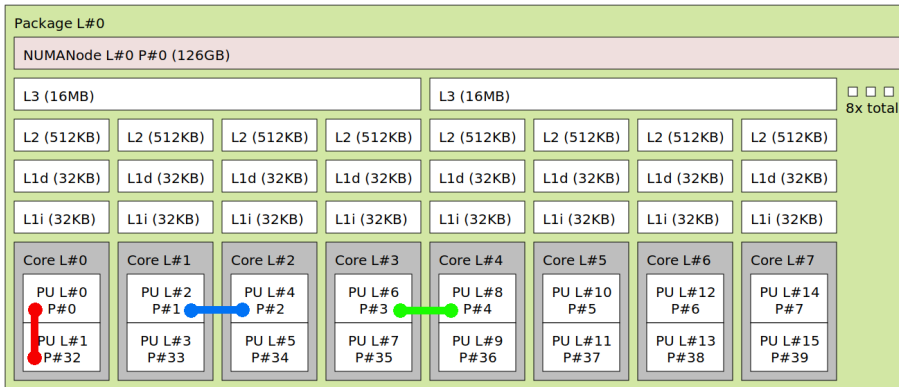 Package L#0
NUMANode L#0 P#0 (126GB)
L3 (16MB) L3 (16MB)
8x total
L2 (512KB) L2 (512KB) L2 (512KB) L2 (512KB) L2 (512KB) L2 (512KB) L2 (512KB) L2 (512KB)
L1d (32KB) L1d (32KB) L1d (32KB) L1d (32KB) L1d (32KB) L1d (32KB) L1d (32KB) L1d (32KB)
L1i (32KB) L1i (32KB) L1i (32KB) L1i (32KB) L1i (32KB) L1i (32KB) L1i (32KB) L1i (32KB)
Core L#0 Core L#1 Core L#2 Core L#3 Core L#4 Core L#5 Core L#6 Core L#7
PU L#0 PU L#2 PU L#4 PU L#6 PU L#8 PU L#10 PU L#12 PU L#14
P#0 P#1 P#2 P#3 P#4 P#5 P#6 P#7
PU L#1 PU L#3 PU L#5 PU L#7 PU L#9 PU L#11 PU L#13 PU L#15
P#32 P#33 P#34 P#35 P#36 P#37 P#38 P#39